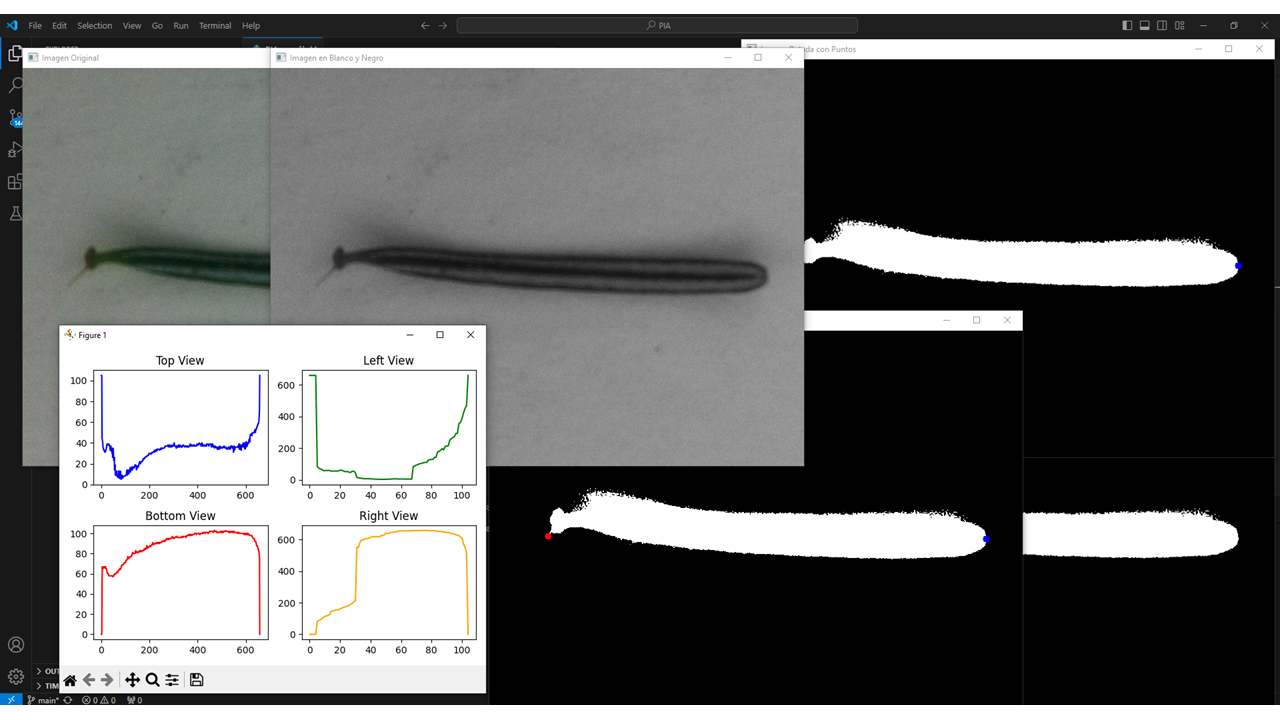 File Edit Selection View Go Run Terminal Help
PIA
Imagen Original
Imagen en Blanco y Negro
da con Puntos
14
Figure 1
Top View
100
80
60
40
20
0
0 200 400 600
Left View
600
400
200
0
0 20 40 60 80 100
Bottom View
100
80
60
40
20
0
0 200 400 600
Right View
600
400
200
0
0 20 40 60 80 100
OUT
TIM
main* 0 0 0